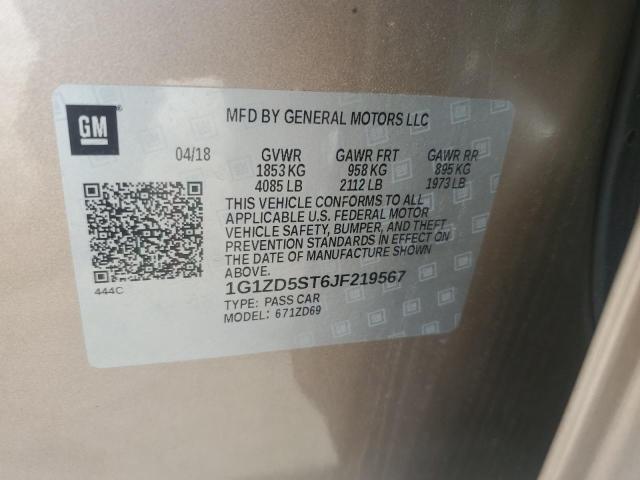 GM
MFD BY GENERAL MOTORS LLC
04/18 GVWR GAWR FRT GAWR RR
1853 KG 958 KG 895 KG
4085 LB 2112 LB 1973 LB
THIS VEHICLE CONFORMS TO ALL
APPLICABLE U.S. FEDERAL MOTOR
VEHICLE SAFETY, BUMPER, AND THEFT
PREVENTION STANDARDS IN EFFECT ON
THE DATE OF MANUFACTURE SHOWN
ABOVE.
444C
1G1ZD5ST6JF219567
TYPE: PASS CAR
MODEL: 671ZD69